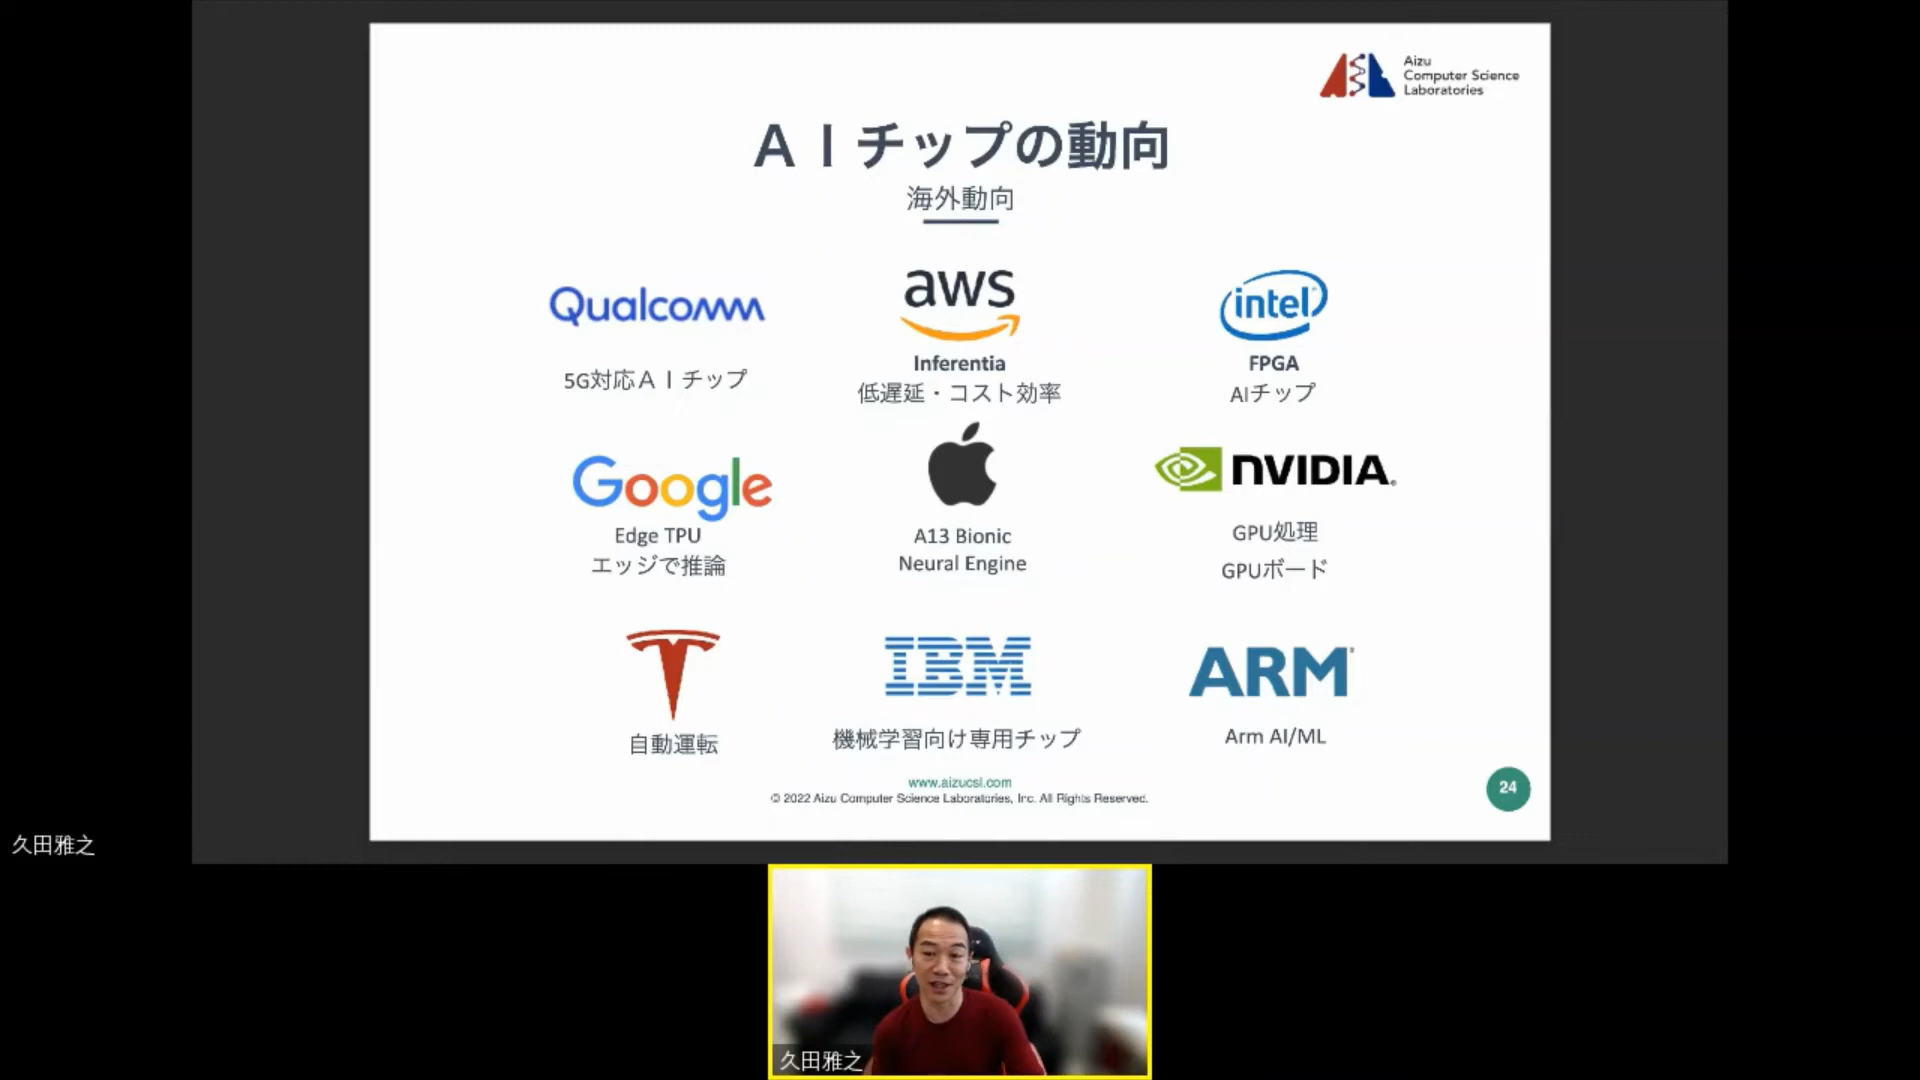 Aizu
Computer Science
Laboratories
ＡＩチップの動向
海外動向
Qualcomm
aws
intel
5G対応ＡＩチップ
Inferentia
低遅延・コスト効率
FPGA
AIチップ
Google
NVIDIA.
Edge TPU
エッジで推論
A13 Bionic
Neural Engine
GPU処理
GPUボード
IBM
ARM
自動運転
機械学習向け専用チップ
Arm AI/ML
www.aizucsl.com
© 2022 Aizu Computer Science Laboratories, Inc. All Rights Reserved.
24
久田雅之
久田雅之